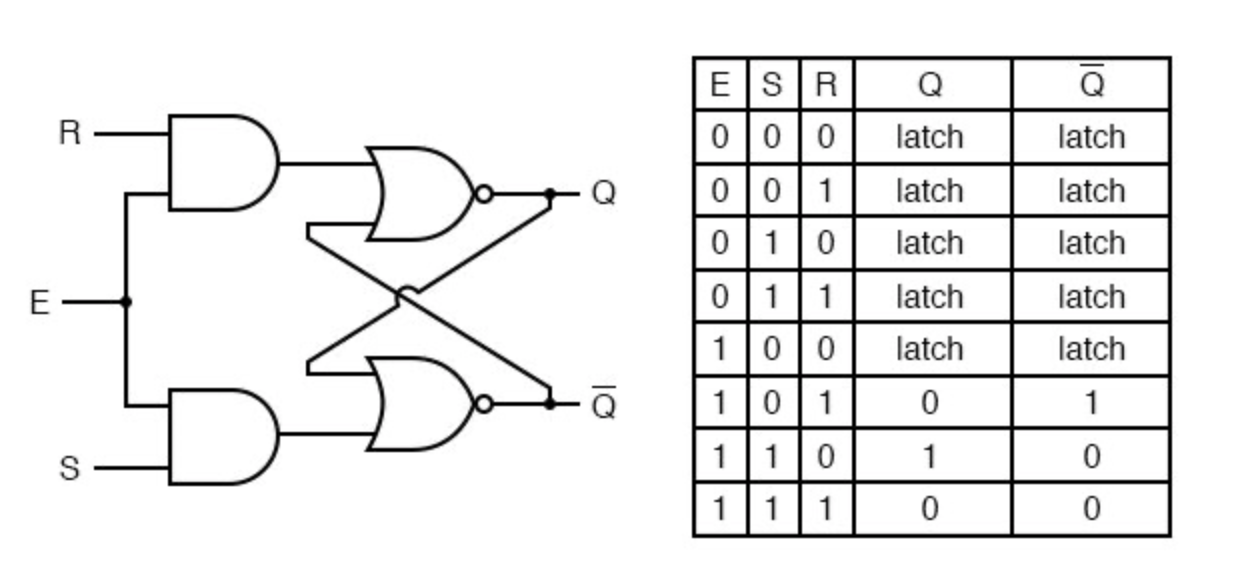 R
Q
E
Q̅
S
E S R Q Q̅
0 0 0 latch latch
0 0 1 latch latch
0 1 0 latch latch
0 1 1 latch latch
1 0 0 latch latch
1 0 1 0 1
1 1 0 1 0
1 1 1 0 0